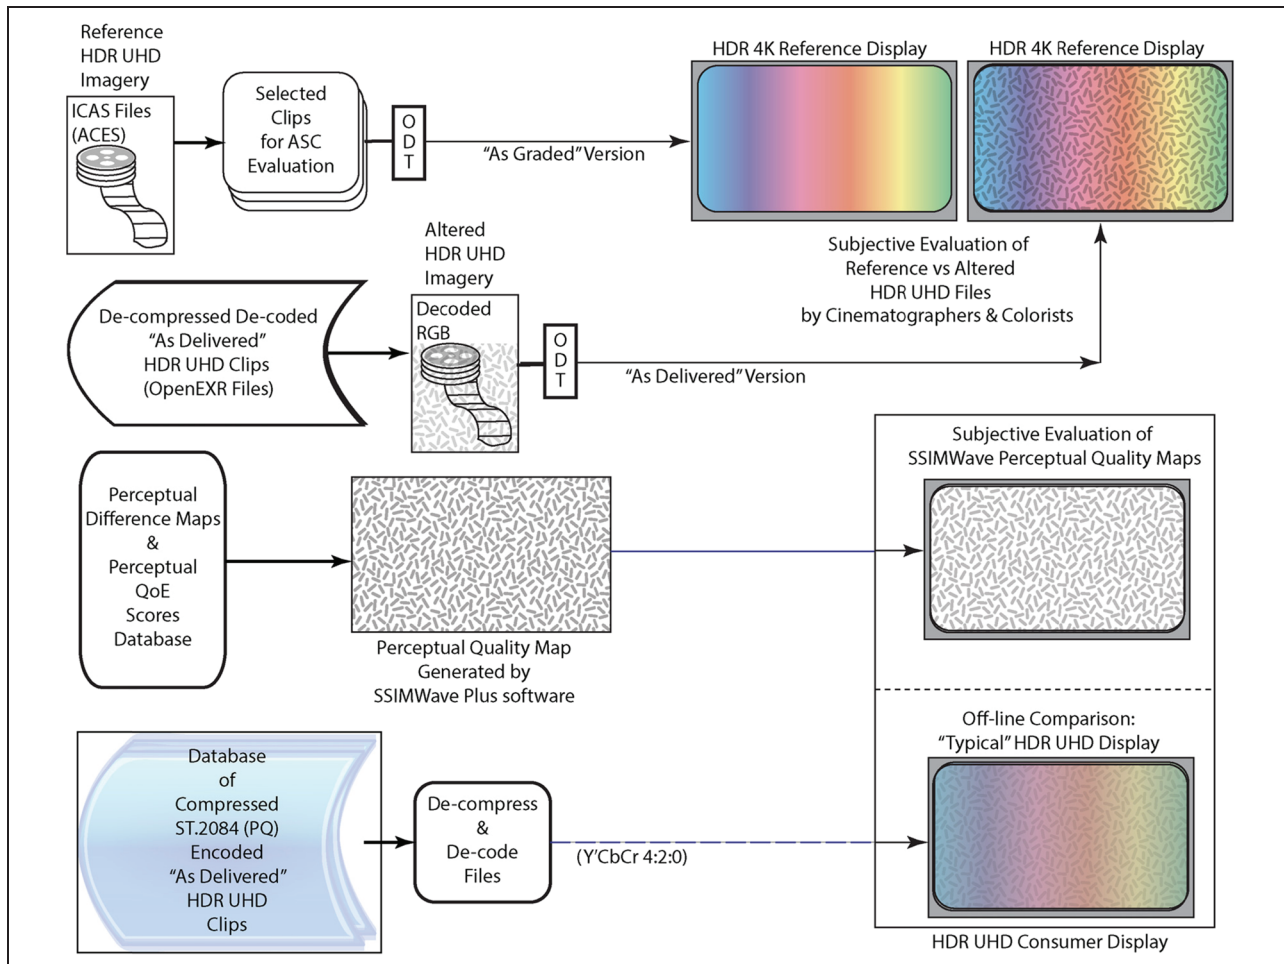 Reference
HDR UHD
Imagery
ICAS Files
(ACES)
Selected
Clips
for ASC
Evaluation
O
D
T
“As Graded” Version
HDR 4K Reference Display
HDR 4K Reference Display
Subjective Evaluation of
Reference vs Altered
HDR UHD Files
by Cinematographers & Colorists
Altered
HDR UHD
Imagery
De-compressed De-coded
“As Delivered”
HDR UHD Clips
(OpenEXR Files)
Decoded
RGB
O
D
T
“As Delivered” Version
Perceptual
Difference Maps
&
Perceptual
QoE
Scores
Database
Perceptual Quality Map
Generated by
SSIMWave Plus software
Subjective Evaluation of
SSIMWave Perceptual Quality Maps
Database
of
Compressed
ST.2084 (PQ)
Encoded
“As Delivered”
HDR UHD
Clips
De-compress
&
De-code
Files
(Y’CbCr 4:2:0)
Off-line Comparison:
“Typical” HDR UHD Display
HDR UHD Consumer Display